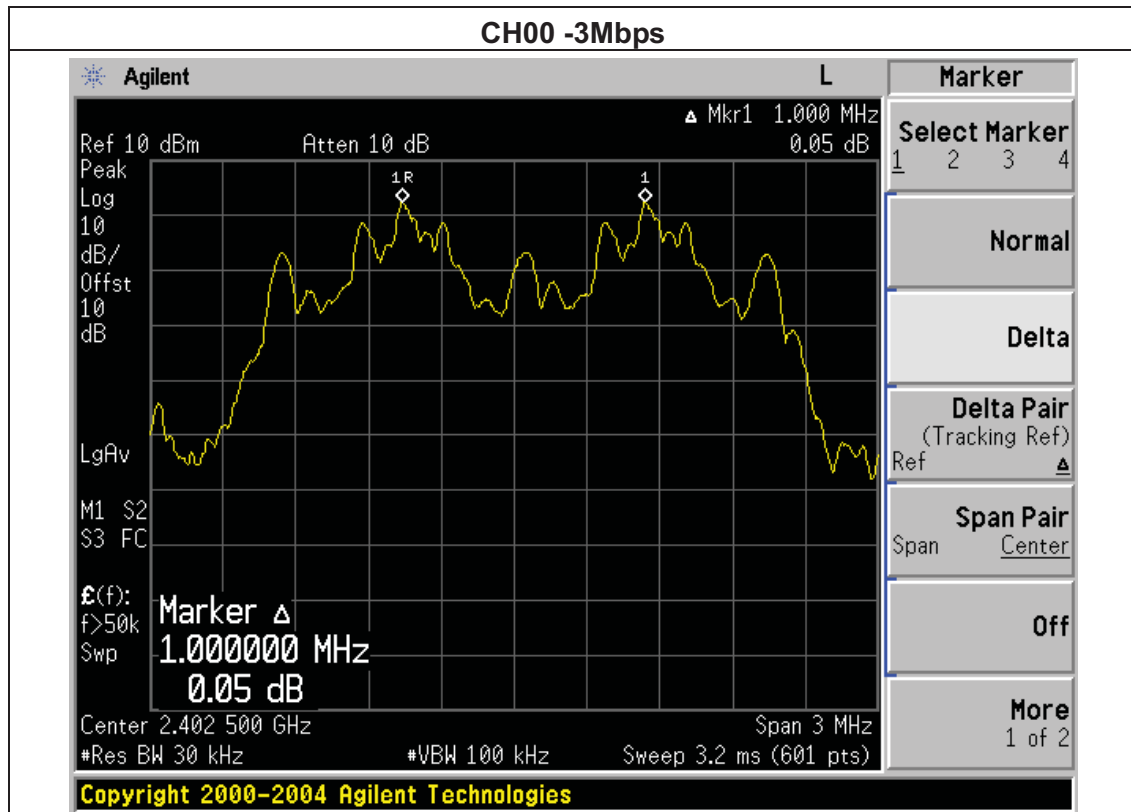 CH00 -3Mbps
Agilent L Marker
Δ Mkr1 1.000 MHz
Ref 10 dBm Atten 10 dB 0.05 dB
Peak
Log
10
dB/
Offst
10
dB
1R 1
LgAv
M1 S2
S3 FC
£(f):
f>50k
Swp
Marker Δ
1.000000 MHz
0.05 dB
Center 2.402 500 GHz Span 3 MHz
#Res BW 30 kHz #VBW 100 kHz Sweep 3.2 ms (601 pts)
Select Marker
1 2 3 4
Normal
Delta
Delta Pair
(Tracking Ref)
Ref Δ
Span Pair
Span Center
Off
More
1 of 2
Copyright 2000-2004 Agilent Technologies